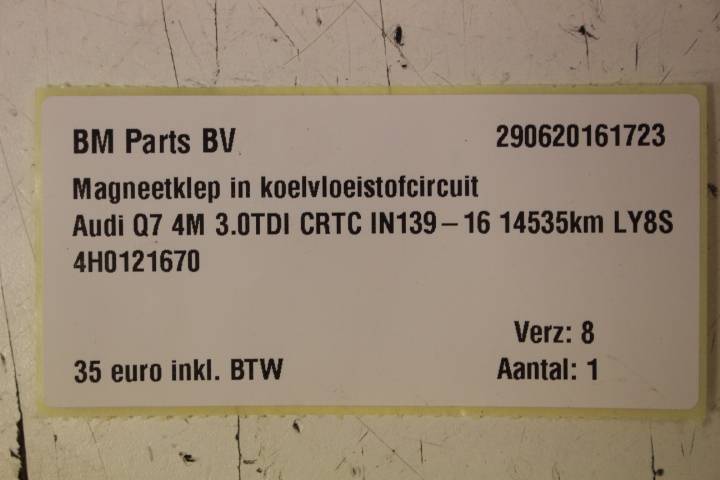 BM Parts BV 290620161723
Magneetklep in koelvloeistofcircuit
Audi Q7 4M 3.0TDI CRTC IN139-16 14535km LY8S
4H0121670
Verz: 8
35 euro inkl. BTW Aantal: 1